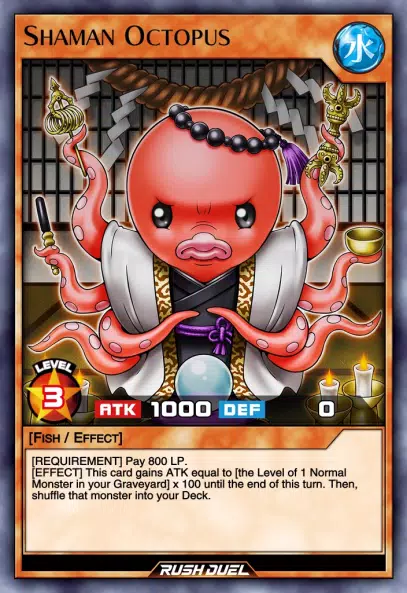 Shaman Octopus
水
LEVEL
3
ATK 1000 DEF 0
[Fish / Effect]
[REQUIREMENT] Pay 800 LP.
[EFFECT] This card gains ATK equal to [the Level of 1 Normal
Monster in your Graveyard] x 100 until the end of this turn. Then,
shuffle that monster into your Deck.
RUSH DUEL